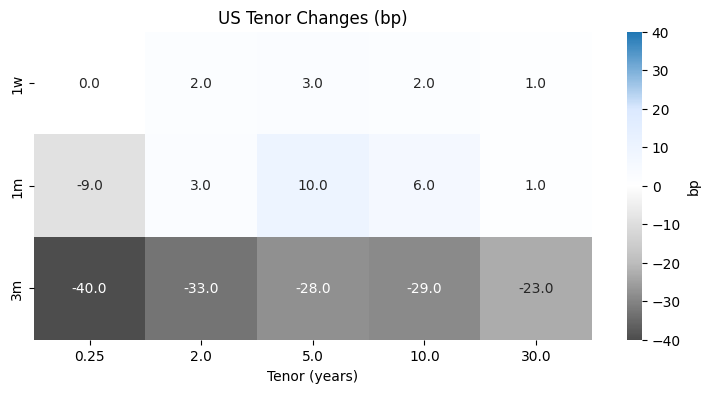 US Tenor Changes (bp)
1w 0.0 2.0 3.0 2.0 1.0
1m -9.0 3.0 10.0 6.0 1.0
3m -40.0 -33.0 -28.0 -29.0 -23.0
0.25 2.0 5.0 10.0 30.0
Tenor (years)
40
30
20
10
0
−10
−20
−30
−40
bp